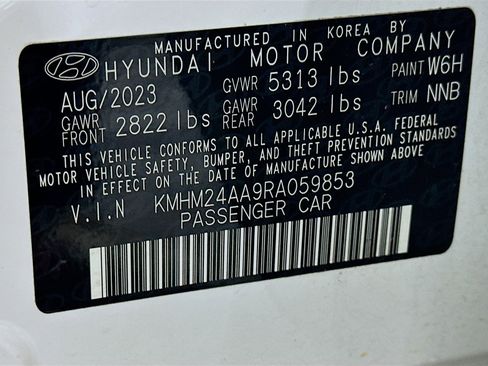 MANUFACTURED IN KOREA BY
HYUNDAI MOTOR COMPANY
AUG/2023 GVWR 5313 lbs PAINT W6H
GAWR FRONT 2822 lbs GAWR REAR 3042 lbs TRIM NNB
THIS VEHICLE CONFORMS TO ALL APPLICABLE U.S.A. FEDERAL
MOTOR VEHICLE SAFETY, BUMPER, AND THEFT PREVENTION STANDARDS
IN EFFECT ON THE DATE OF MANUFACTURE SHOWN ABOVE.
V.I.N KMHM24AA9RA059853
PASSENGER CAR